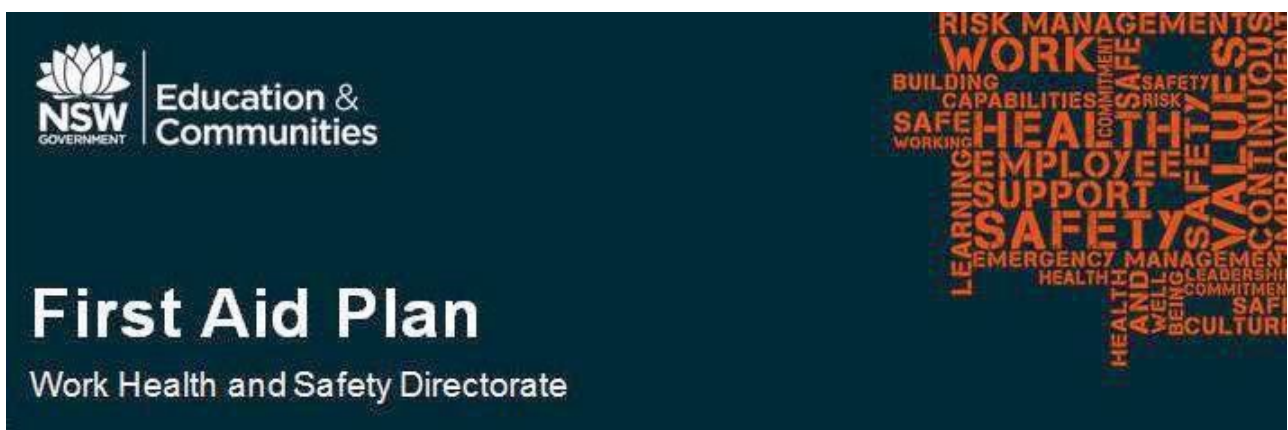 NSW
GOVERNMENT
Education &
Communities
First Aid Plan
Work Health and Safety Directorate
RISK MANAGEMENTS
WORK
COMMITMENT
SAFE
BUILDING
CAPABILITIES
SAFETY
RISK
SAFE
WORKING
HEALTH
EMPLOYEE
SUPPORT
SAFETY
LEARNING
SAFETY
VALUES
CONTINUOUS
EMERGENCY MANAGEMENT
HEALTH
HEALTH
AND
WELL
BEING
LEADERSHIP
COMMITMENT
SAFE
CULTURE